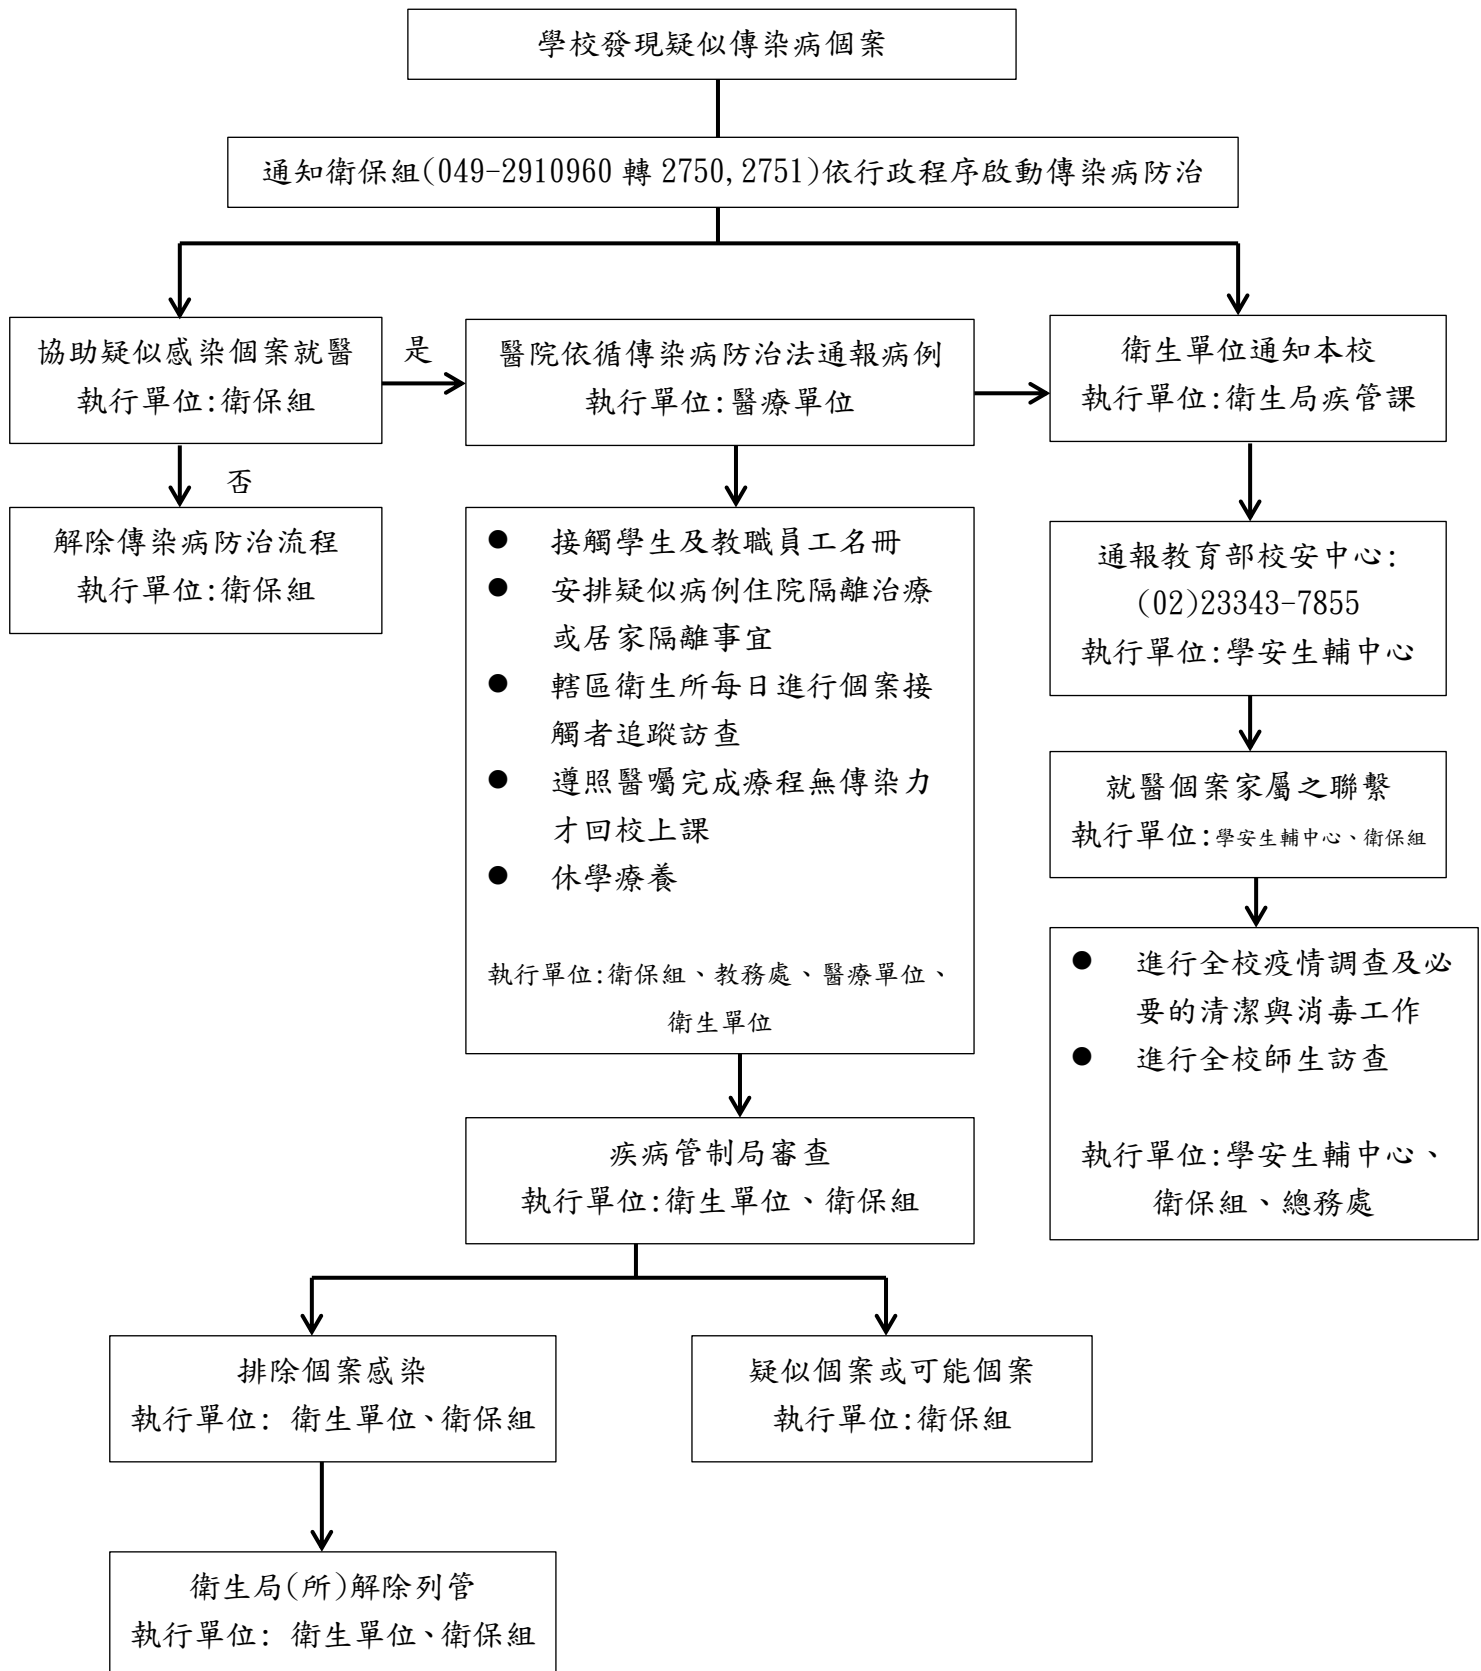 學校發現疑似傳染病個案
通知衛保組(049-2910960 轉 2750,2751)依行政程序啟動傳染病防治
協助疑似感染個案就醫
執行單位:衛保組
是
醫院依循傳染病防治法通報病例
執行單位:醫療單位
衛生單位通知本校
執行單位:衛生局疾管課
否
解除傳染病防治流程
執行單位:衛保組
● 接觸學生及教職員工名冊
● 安排疑似病例住院隔離治療
或居家隔離事宜
● 轄區衛生所每日進行個案接
觸者追蹤訪查
● 遵照醫囑完成療程無傳染力
才回校上課
● 休學療養
執行單位:衛保組、教務處、醫療單位、
衛生單位
通報教育部校安中心:
(02)23343-7855
執行單位:學安生輔中心
就醫個案家屬之聯繫
執行單位:學安生輔中心、衛保組
● 進行全校疫情調查及必
要的清潔與消毒工作
● 進行全校師生訪查
執行單位:學安生輔中心、
衛保組、總務處
疾病管制局審查
執行單位:衛生單位、衛保組
排除個案感染
執行單位: 衛生單位、衛保組
疑似個案或可能個案
執行單位:衛保組
衛生局(所)解除列管
執行單位: 衛生單位、衛保組